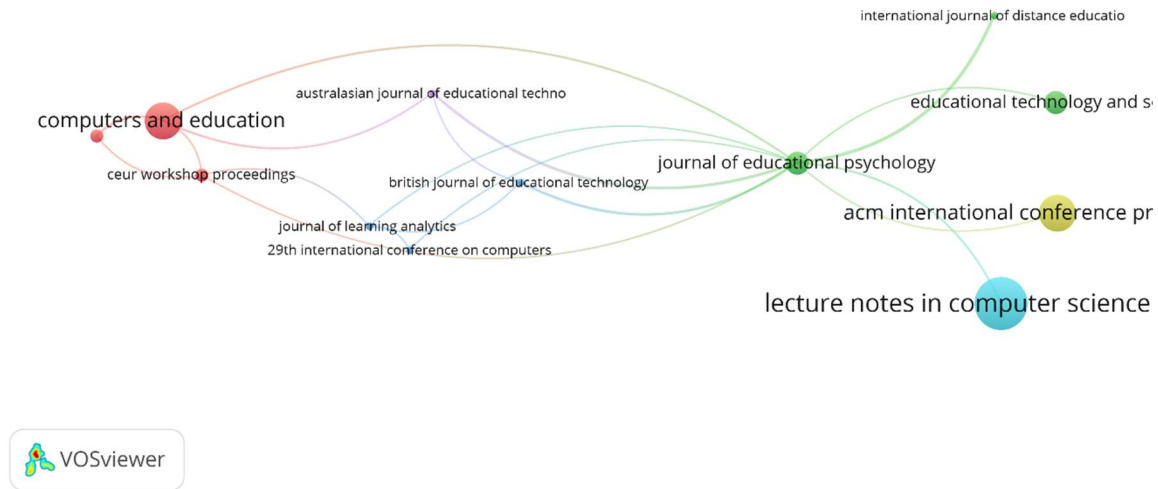 international journal of distance educatio
australasian journal of educational techno
educational technology and s
computers and education
journal of educational psychology
ceur workshop proceedings
british journal of educational technology
acm international conference pr
journal of learning analytics
29th international conference on computers
lecture notes in computer science
VOSviewer